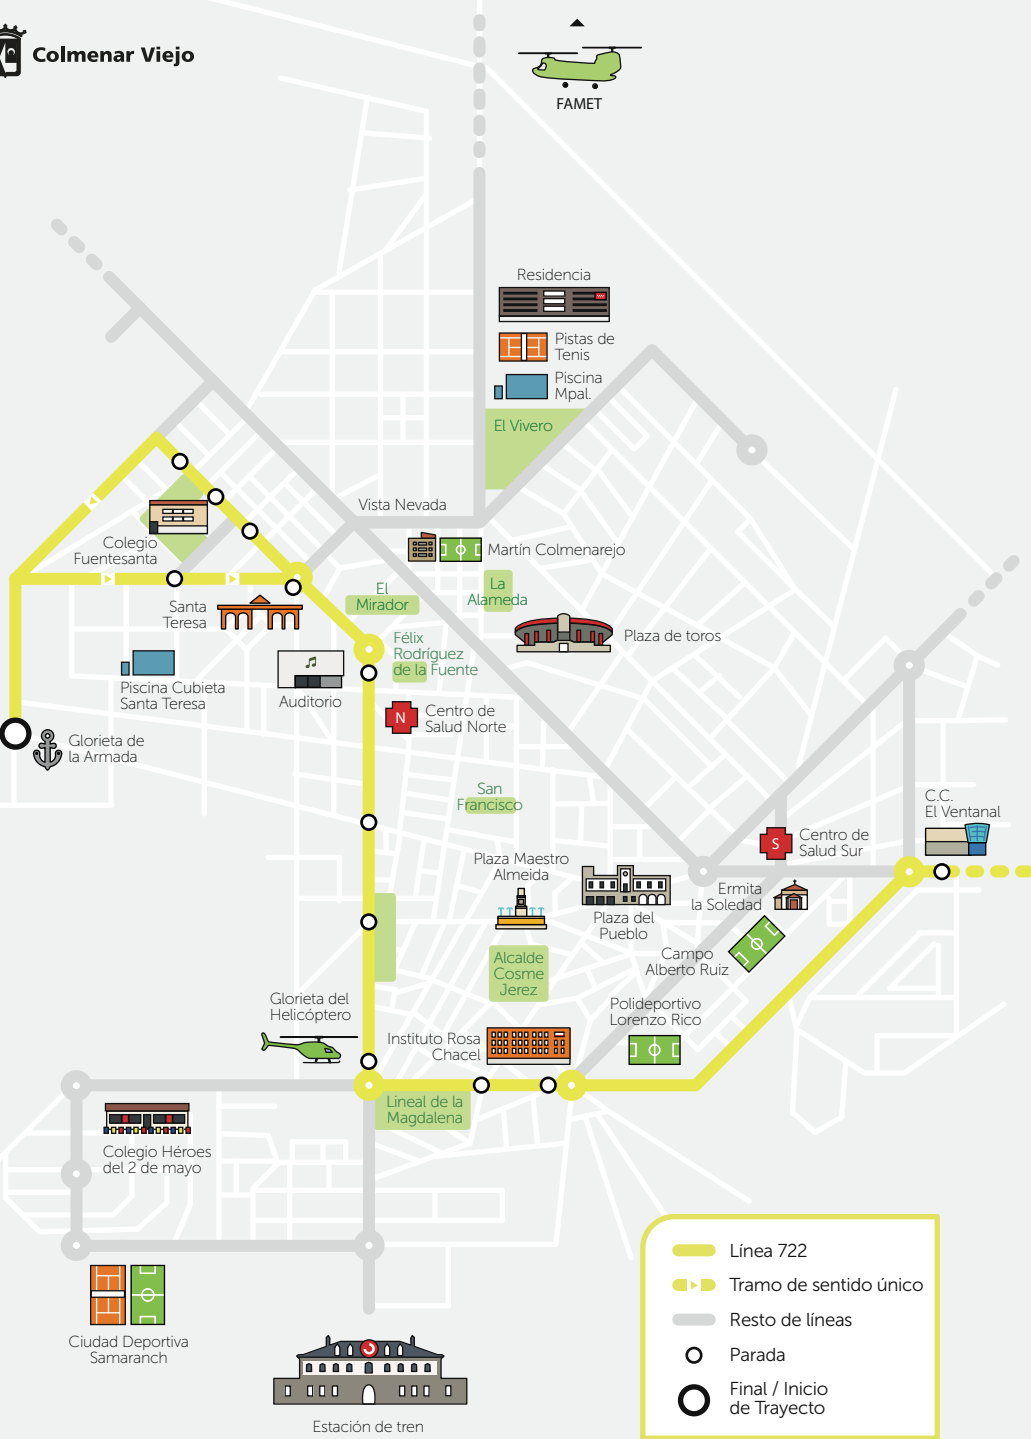 Colmenar Viejo
FAMET
Residencia
Pistas de
Tenis
Piscina
Mpal.
El Vivero
Vista Nevada
Martín Colmenarejo
Colegio
Fuentesanta
El
Mirador
La
Alameda
Santa
Teresa
Plaza de toros
Félix
Rodríguez
de la Fuente
Piscina Cubieta
Santa Teresa
Auditorio
N
Centro de
Salud Norte
Glorieta de
la Armada
San
Francisco
C.C.
El Ventanal
S
Centro de
Salud Sur
Plaza Maestro
Almeida
Ermita
la Soledad
Plaza del
Pueblo
Campo
Alberto Ruiz
Alcalde
Cosme
Jerez
Glorieta del
Helicóptero
Polideportivo
Lorenzo Rico
Instituto Rosa
Chacel
Lineal de la
Magdalena
Colegio Héroes
del 2 de mayo
Ciudad Deportiva
Samaranch
Estación de tren
Línea 722
Tramo de sentido único
Resto de líneas
Parada
Final / Inicio
de Trayecto